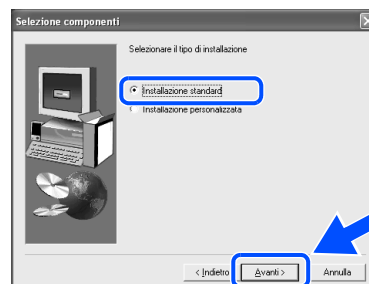 Selezione componenti
Selezionare il tipo di installazione
Installazione standard
Installazione personalizzata
< Indietro
Avanti >
Annulla